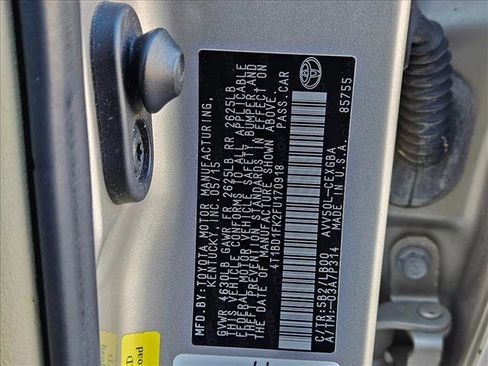 MFD.BY: TOYOTA MOTOR MANUFACTURING,
KENTUCKY, INC. 05/15
GVWR 4630LB GAWR FR 2625LB RR 2625LB
THIS VEHICLE CONFORMS TO ALL APPLICABLE
FEDERAL MOTOR VEHICLE SAFETY, BUMPER, AND
THEFT PREVENTION STANDARDS IN EFFECT ON
THE DATE OF MANUFACTURE SHOWN ABOVE.
4T1BD1FK2FU170918 PASS.CAR
C/TR:5B2/LB00 AVV50L-CEXGBA
A/TM:-03A/P314 MADE IN U.S.A.
85755